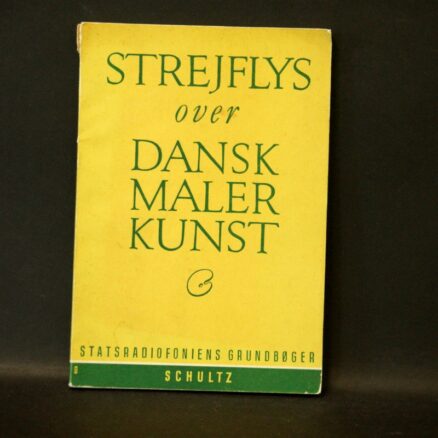 STREJFLYS
over
DANSK
MALER
KUNST
STATSRADIOFONIENS GRUNDBØGER
SCHULTZ